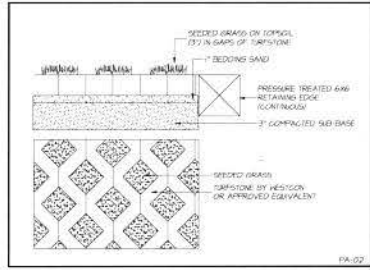 SEEDED GRASS ON TOPSOIL
(3") IN GAPS OF TURFSTONE
1" BEDDING SAND
PRESSURE TREATED 6X6
RETAINING EDGE
(CONTINUOUS)
3" COMPACTED SUB BASE
SEEDED GRASS
TURFSTONE BY WESTCON
OR APPROVED EQUIVALENT
PA-02